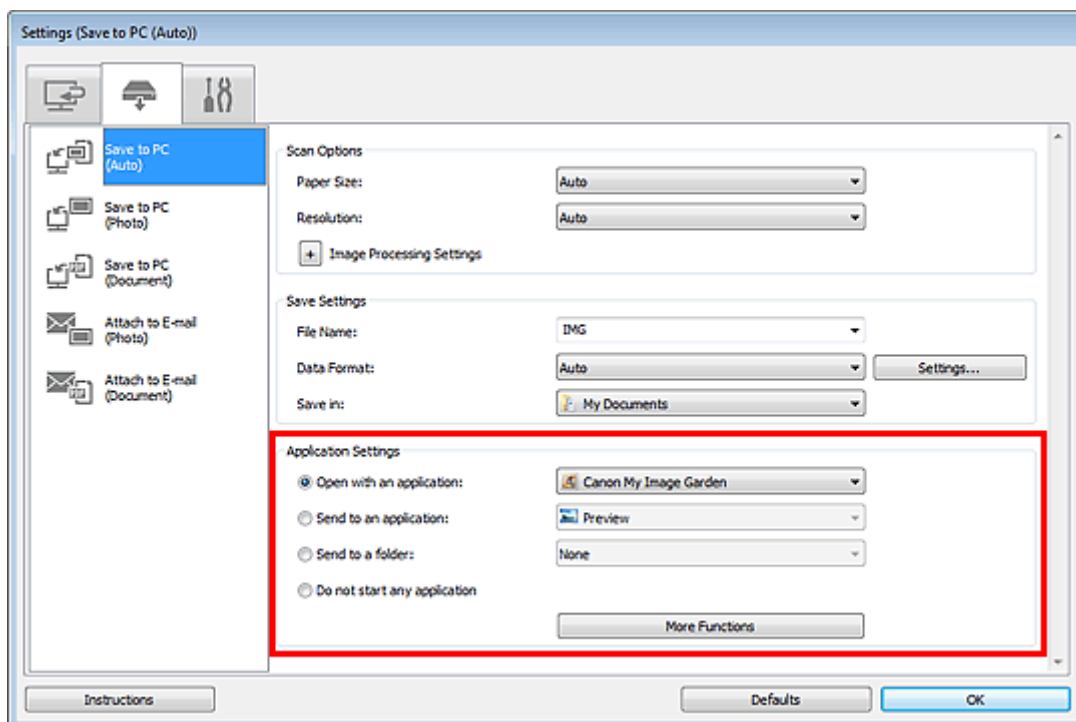 Settings (Save to PC (Auto))
Save to PC
(Auto)
Save to PC
(Photo)
Save to PC
(Document)
Attach to E-mail
(Photo)
Attach to E-mail
(Document)
Scan Options
Paper Size: Auto
Resolution: Auto
+ Image Processing Settings
Save Settings
File Name: IMG
Data Format: Auto Settings...
Save in: My Documents
Application Settings
Open with an application: Canon My Image Garden
Send to an application: Preview
Send to a folder: None
Do not start any application
More Functions
Instructions Defaults OK